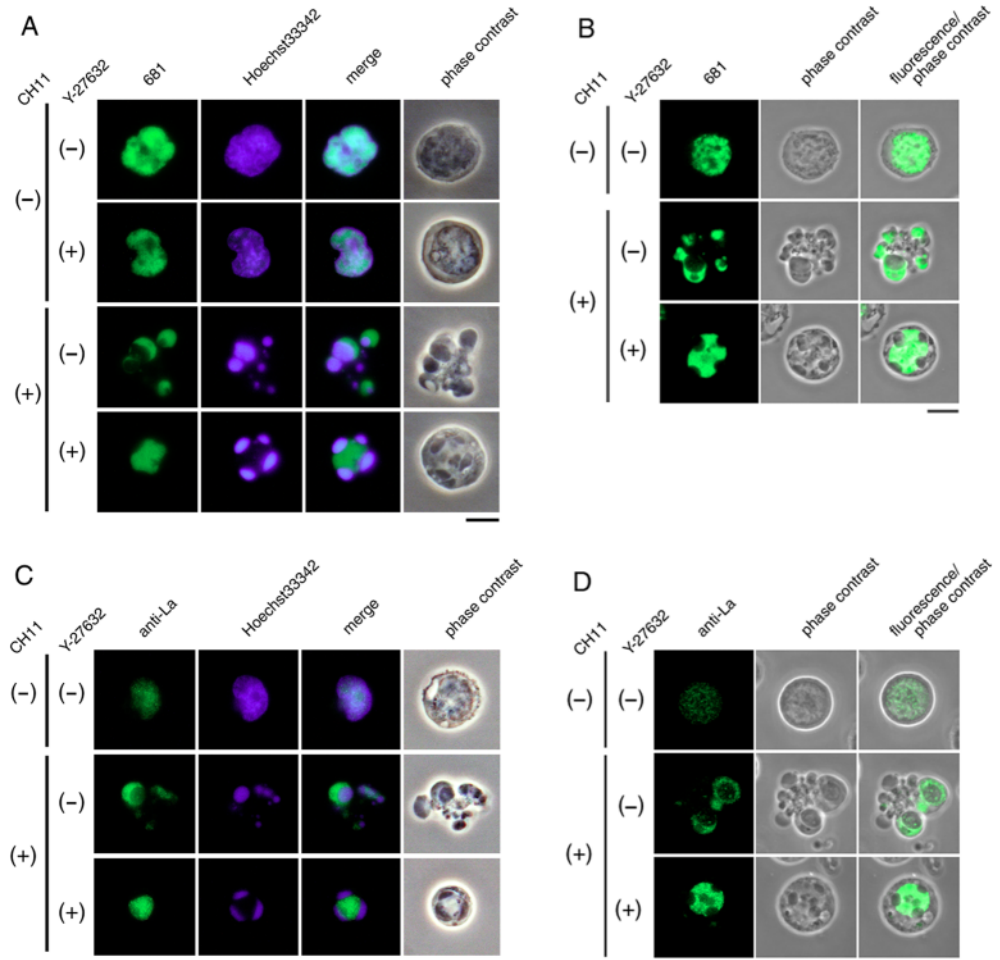 A
CH11
Y-27632
681
Hoechst33342
merge
phase contrast
(−)
(−)
(+)
(+)
(−)
(+)
B
CH11
Y-27632
681
phase contrast
fluorescence/
phase contrast
(−)
(−)
(+)
(−)
(+)
C
CH11
Y-27632
anti-La
Hoechst33342
merge
phase contrast
(−)
(−)
(+)
(−)
(+)
D
CH11
Y-27632
anti-La
phase contrast
fluorescence/
phase contrast
(−)
(−)
(+)
(−)
(+)